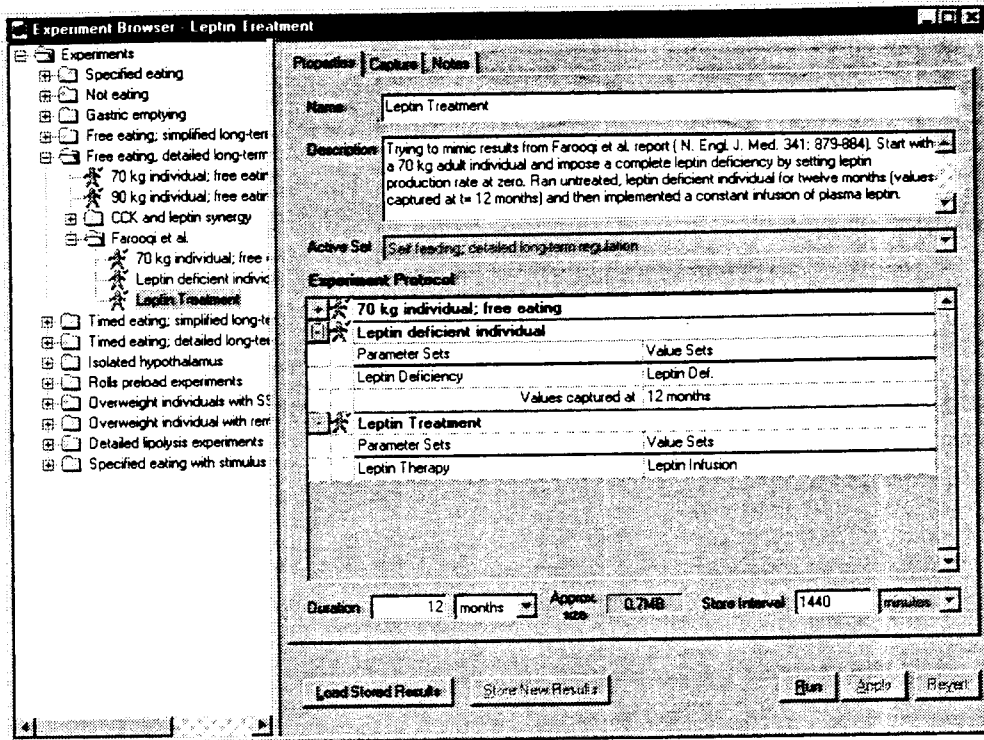 Experiment Browser - Leptin Treatment
Experiments
Specified eating
Not eating
Gastric emptying
Free eating; simplified long-term
Free eating, detailed long-term
70 kg individual; free eatin
90 kg individual; free eatin
CCK and leptin synergy
Farooqi et al.
70 kg individual; free
Leptin deficient individ
Leptin Treatment
Timed eating; simplified long-te
Timed eating; detailed long-ter
Isolated hypothalamus
Rolls preload experiments
Overweight individuals with SS
Overweight individual with rem
Detailed lipolysis experiments
Specified eating with stimulus
Properties Capture Notes
Name Leptin Treatment
Description Trying to mimic results from Farooqi et al. report ( N. Engl. J. Med. 341: 879-884). Start with
a 70 kg adult individual and impose a complete leptin deficiency by setting leptin
production rate at zero. Ran untreated, leptin deficient individual for twelve months (values
captured at t= 12 months) and then implemented a constant infusion of plasma leptin.
Active Set Self feeding; detailed long-term regulation
Experiment Protocol
70 kg individual; free eating
Leptin deficient individual
Parameter Sets Value Sets
Leptin Deficiency Leptin Def.
Values captured at 12 months
Leptin Treatment
Parameter Sets Value Sets
Leptin Therapy Leptin Infusion
Duration 12 months Approx. size 0.7MB Store Interval 1440 minutes
Load Stored Results Store New Results Run Apply Revert